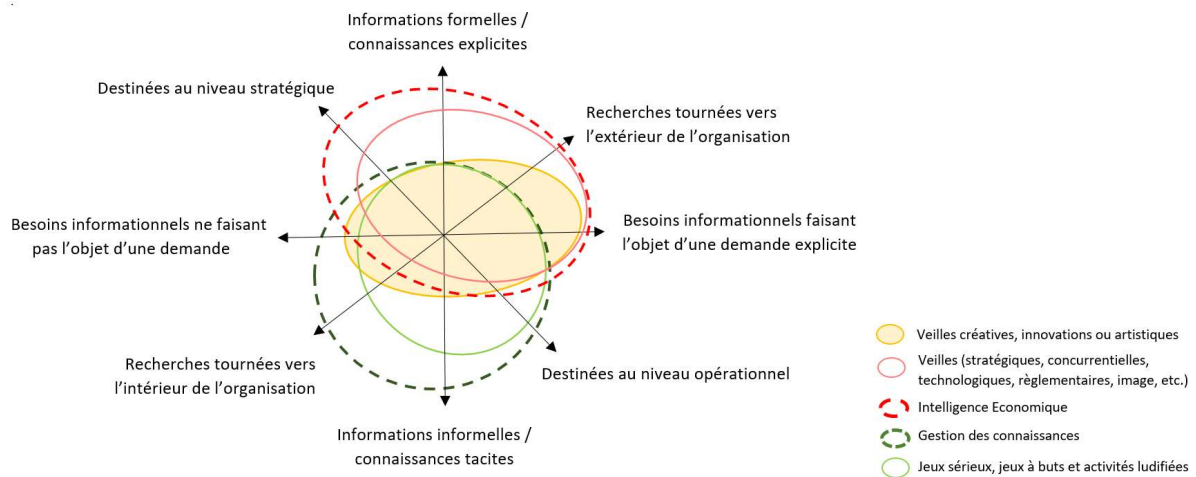 Informations formelles /
connaissances explicites
Destinées au niveau stratégique
Recherches tournées vers
l’extérieur de l’organisation
Besoins informationnels ne faisant
pas l’objet d’une demande
Besoins informationnels faisant
l’objet d’une demande explicite
Recherches tournées vers
l’intérieur de l’organisation
Destinées au niveau opérationnel
Informations informelles /
connaissances tacites
Veilles créatives, innovations ou artistiques
Veilles (stratégiques, concurrentielles,
technologiques, règlementaires, image, etc.)
Intelligence Economique
Gestion des connaissances
Jeux sérieux, jeux à buts et activités ludifiées